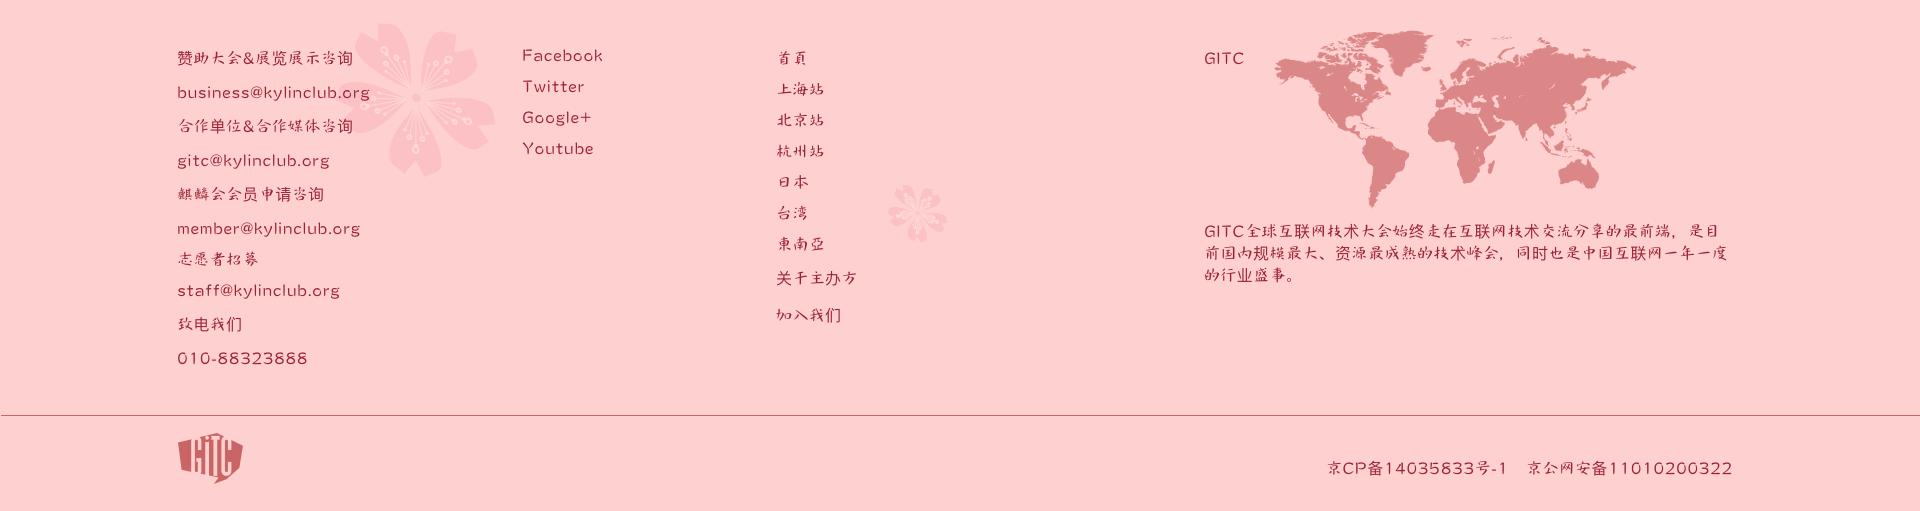 赞助大会&展览展示咨询
business@kylinclub.org
合作单位&合作媒体咨询
gitc@kylinclub.org
麒麟会会员申请咨询
member@kylinclub.org
志愿者招募
staff@kylinclub.org
致电我们
010-88323888
Facebook
Twitter
Google+
Youtube
首頁
上海站
北京站
杭州站
日本
台湾
東南亞
关于主办方
加入我们
GITC
GITC全球互联网技术大会始终走在互联网技术交流分享的最前端，是目
前国内规模最大、资源最成熟的技术峰会，同时也是中国互联网一年一度
的行业盛事。
GITC
京CP备14035833号-1 京公网安备11010200322